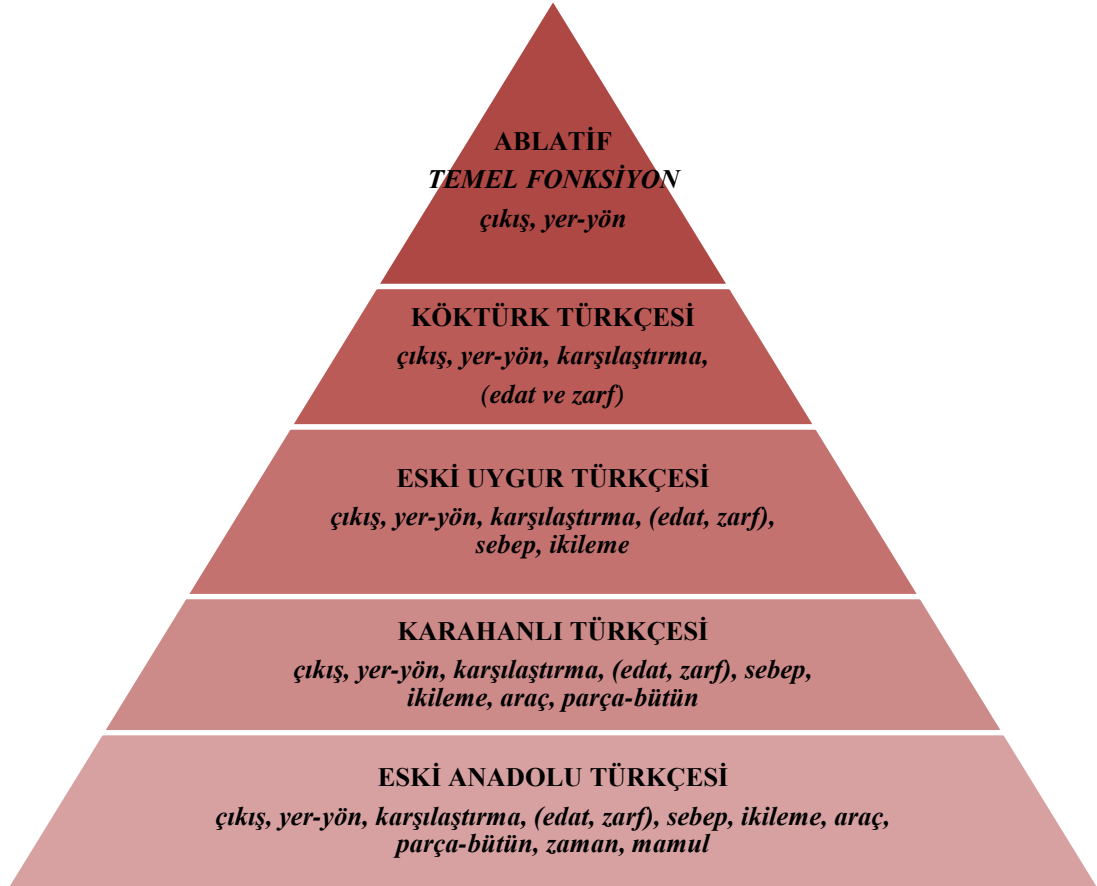 ABLATİF
TEMEL FONKSİYON
çıkış, yer-yön
KÖKTÜRK TÜRKÇESİ
çıkış, yer-yön, karşılaştırma,
(edat ve zarf)
ESKİ UYGUR TÜRKÇESİ
çıkış, yer-yön, karşılaştırma, (edat, zarf),
sebep, ikileme
KARAHANLI TÜRKÇESİ
çıkış, yer-yön, karşılaştırma, (edat, zarf), sebep,
ikileme, araç, parça-bütün
ESKİ ANADOLU TÜRKÇESİ
çıkış, yer-yön, karşılaştırma, (edat, zarf), sebep, ikileme, araç,
parça-bütün, zaman, mamul